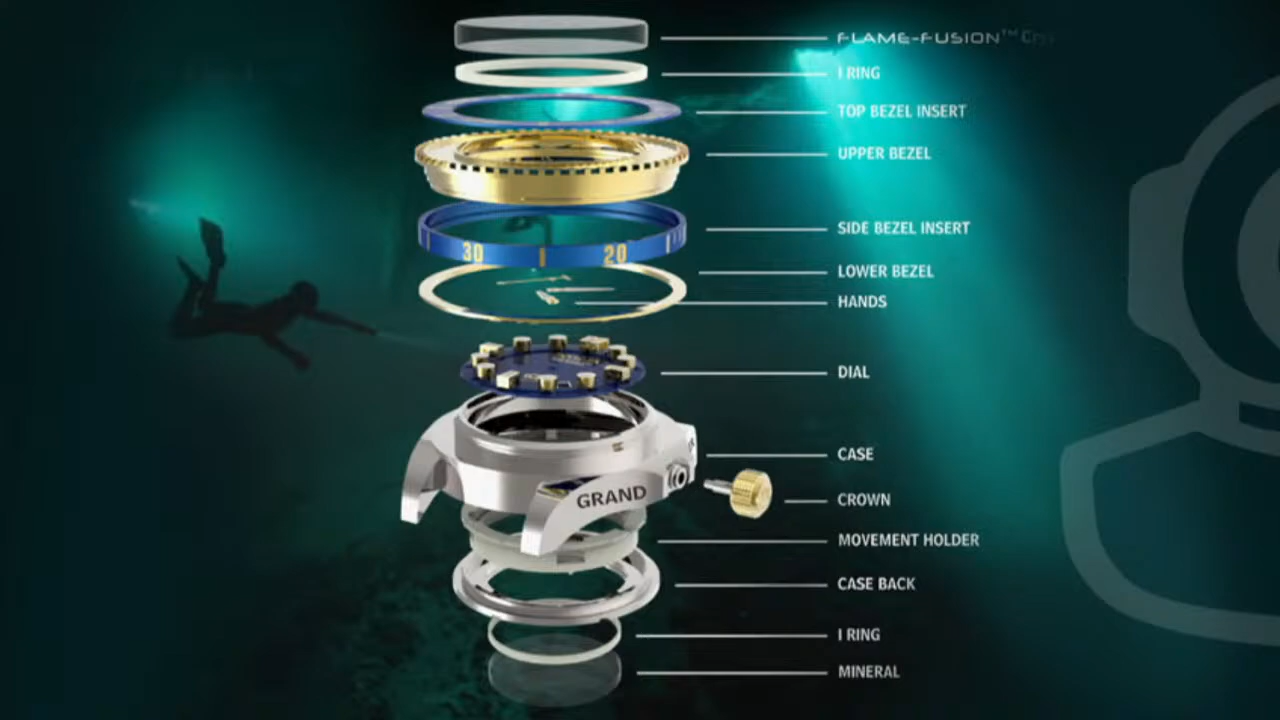 FLAME-FUSION™
I RING
TOP BEZEL INSERT
UPPER BEZEL
SIDE BEZEL INSERT
30 20
LOWER BEZEL
HANDS
DIAL
CASE
GRAND
CROWN
MOVEMENT HOLDER
CASE BACK
I RING
MINERAL